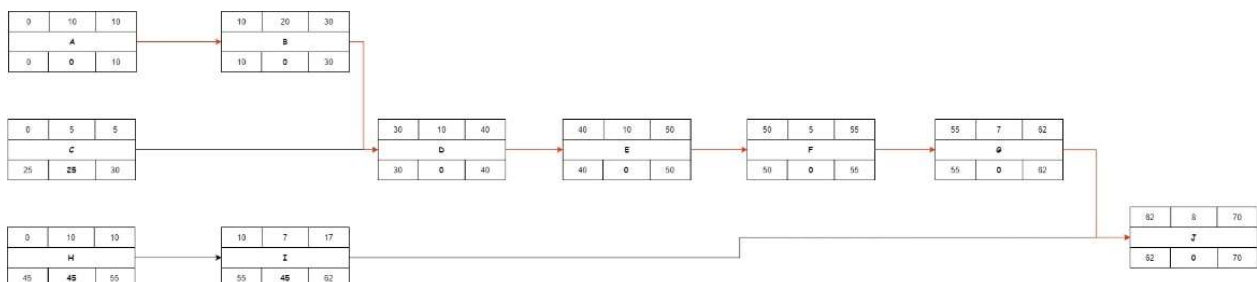 0 10 10
A
0 0 10
10 20 30
B
10 0 30
0 5 5
C
25 25 30
30 10 40
D
30 0 40
40 10 50
E
40 0 50
50 5 55
F
50 0 55
55 7 62
G
55 0 62
0 10 10
H
45 45 55
10 7 17
I
55 45 62
62 8 70
J
62 0 70